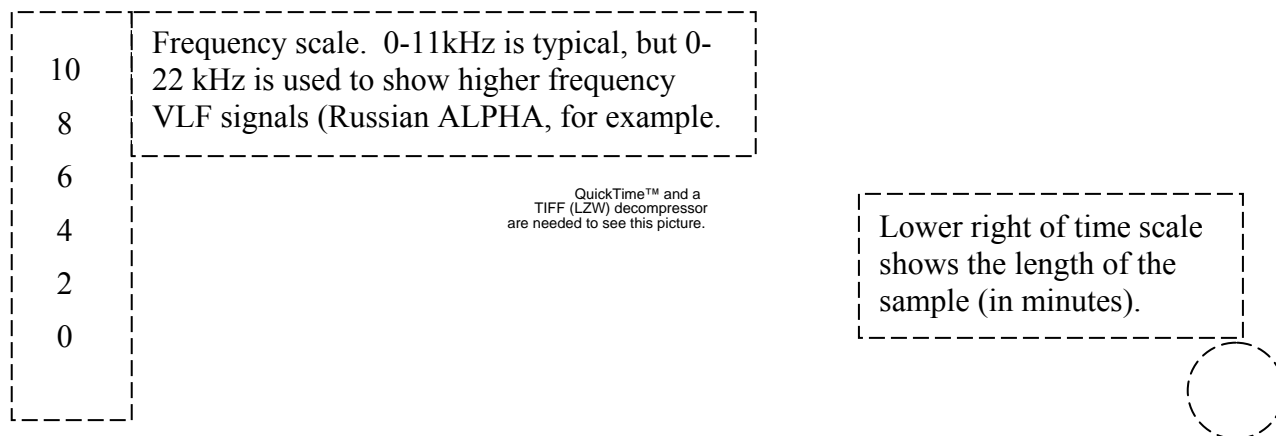 10
8
6
4
2
0
Frequency scale.  0-11kHz is typical, but 0-
22 kHz is used to show higher frequency
VLF signals (Russian ALPHA, for example.
QuickTime™ and a
TIFF (LZW) decompressor
are needed to see this picture.
Lower right of time scale
shows the length of the
sample (in minutes).